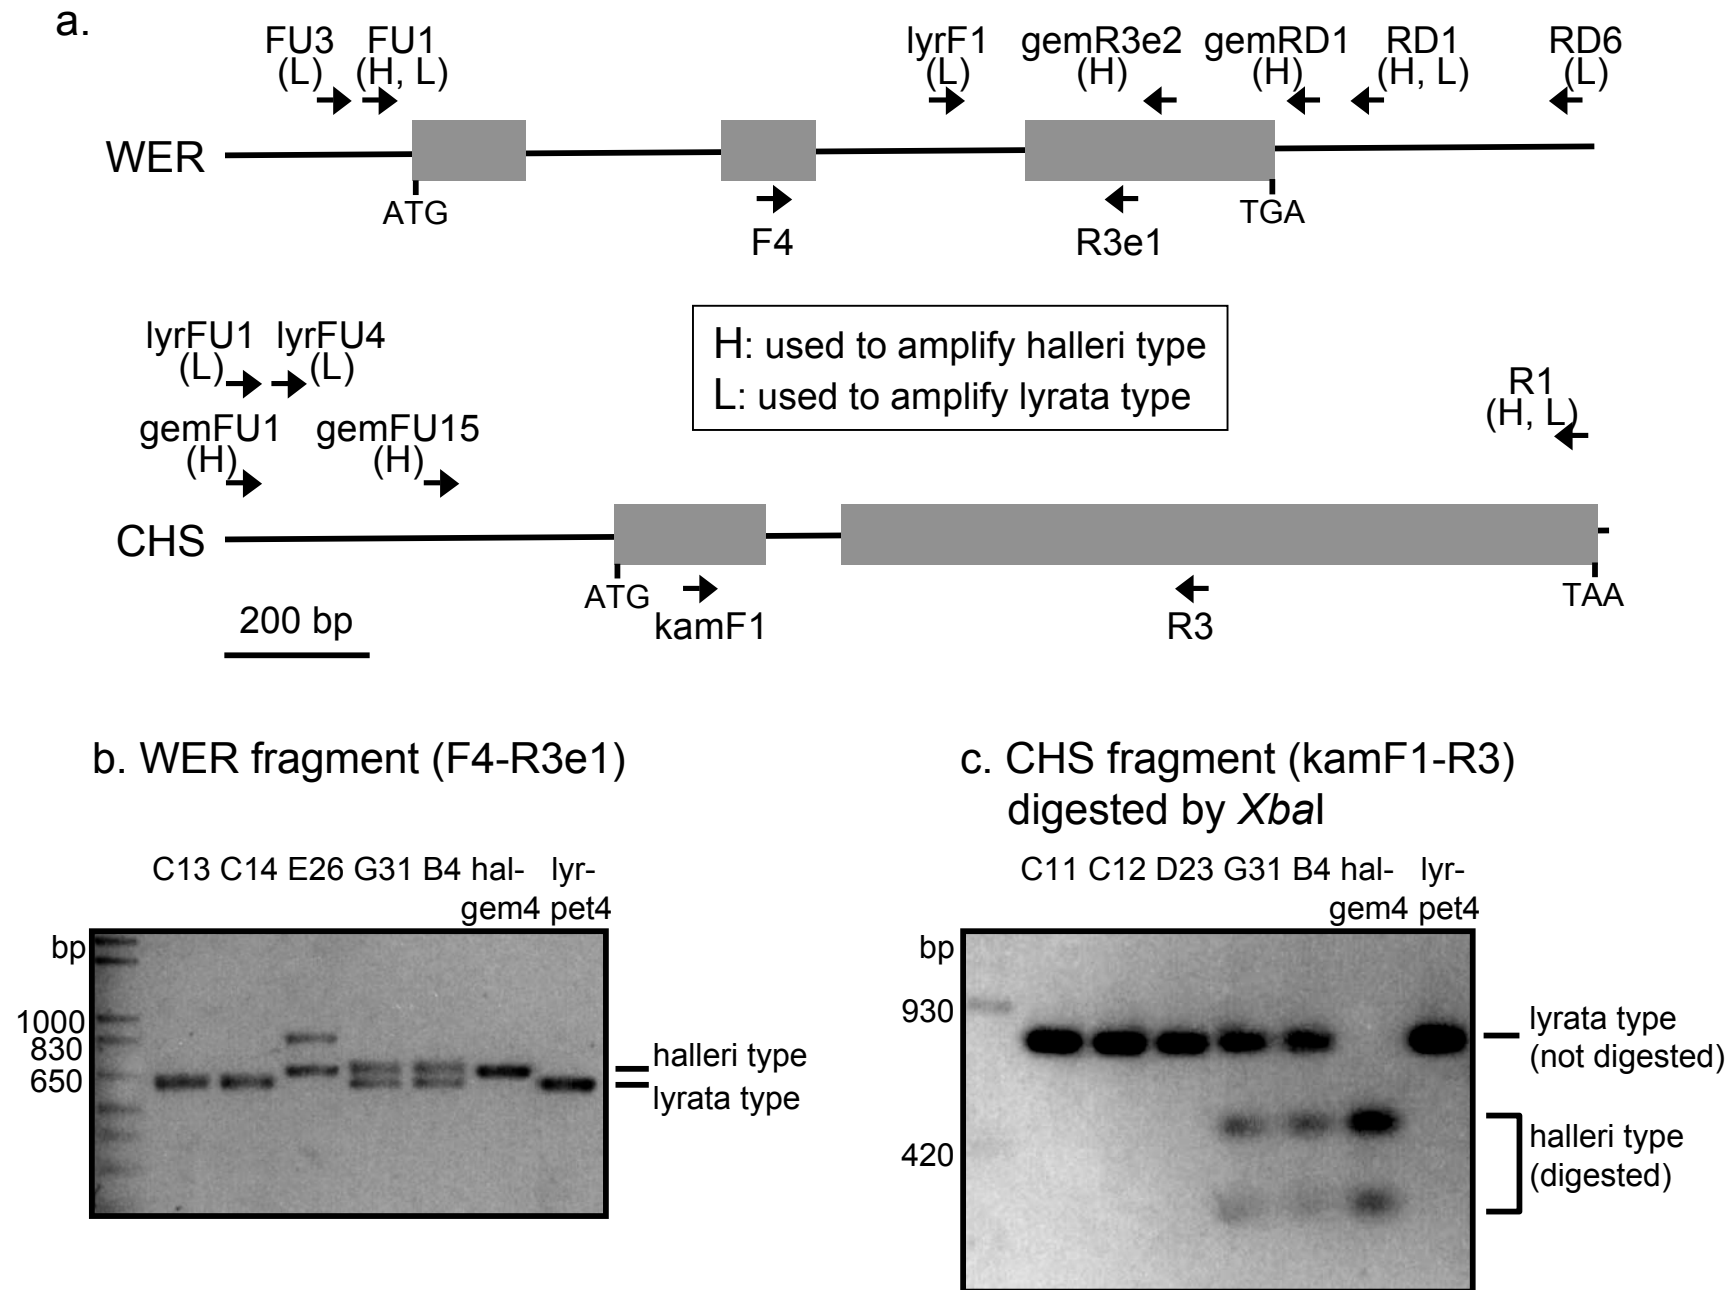 a.
FU3 FU1 lyrF1 gemR3e2 gemRD1 RD1 RD6
(L) (H, L) (L) (H) (H) (H, L) (L)
WER
ATG TGA
F4 R3e1
lyrFU1 lyrFU4
(L) (L)
gemFU1 gemFU15
(H) (H)
H: used to amplify halleri type
L: used to amplify lyrata type
R1
(H, L)
CHS
ATG TAA
kamF1 R3
200 bp
b. WER fragment (F4-R3e1)
C13 C14 E26 G31 B4 hal- lyr-
gem4 pet4
bp
1000
830
650
halleri type
lyrata type
c. CHS fragment (kamF1-R3)
digested by XbaI
C11 C12 D23 G31 B4 hal- lyr-
gem4 pet4
bp
930
420
lyrata type
(not digested)
halleri type
(digested)